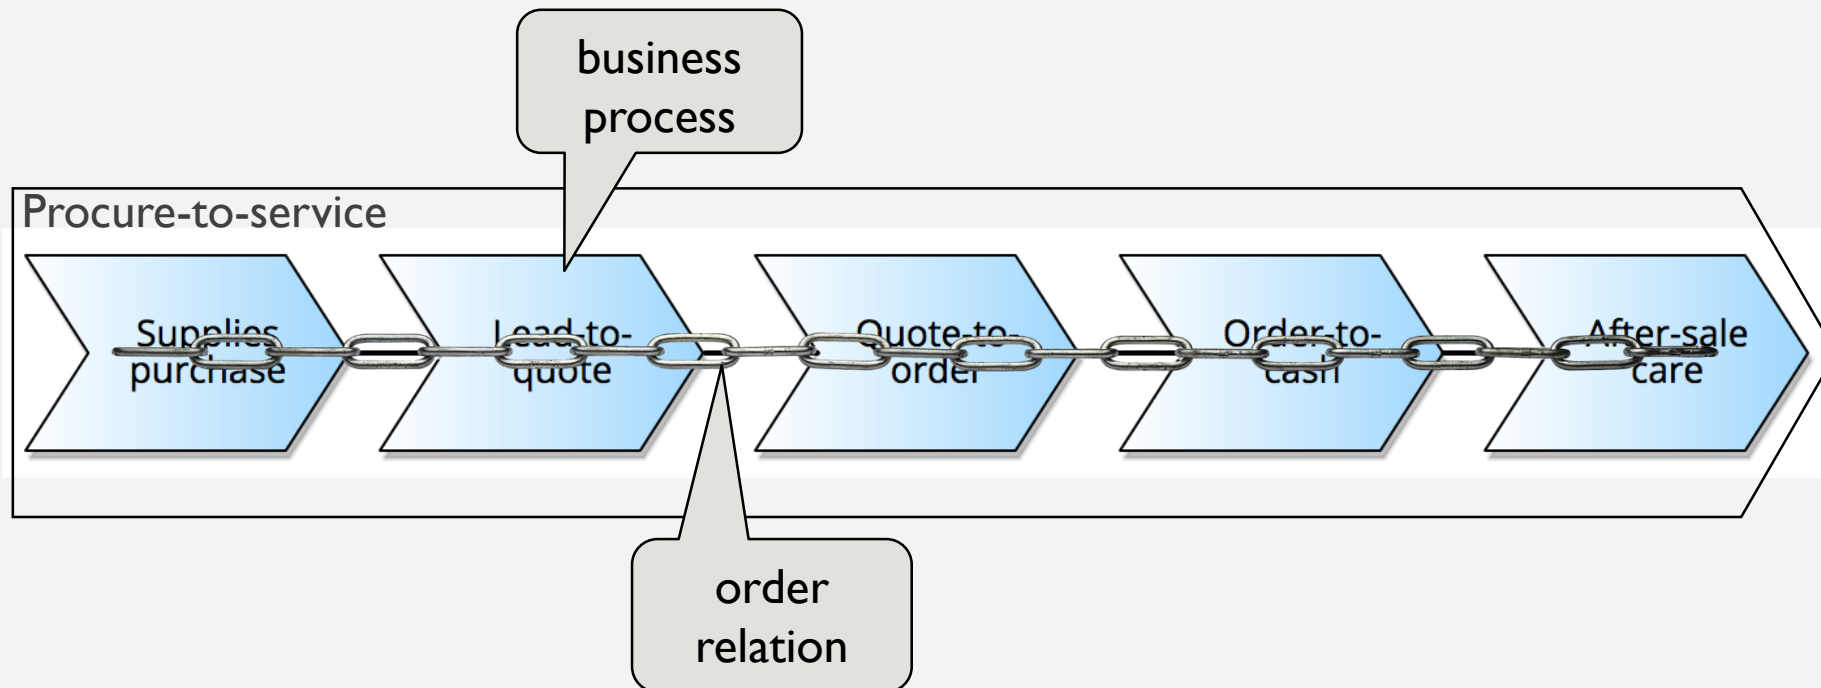 business
process
Procure-to-service
Supplies
purchase
Lead-to-
quote
Quote-to-
order
Order-to-
cash
After-sale
care
order
relation